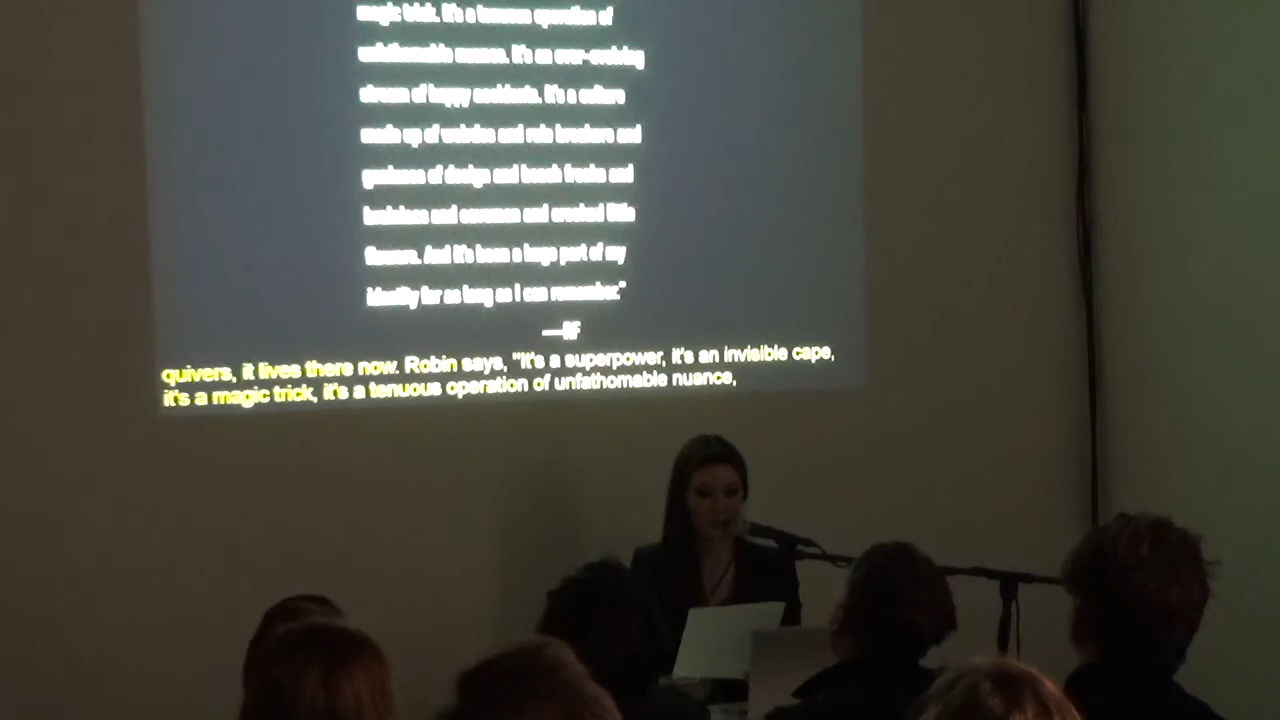 magic trick. It's a tenuous operation of
unfathomable nuance. It's an ever-evolving
stream of happy accidents. It's a culture
made up of weirdos and rule breakers and
geniuses of design and beach freaks and
and and crooked little
flowers. And it's been a huge part of my
identity for as long as I can remember."
—RF
quivers, it lives there now. Robin says, "It's a superpower, it's an invisible cape,
it's a magic trick, it's a tenuous operation of unfathomable nuance,